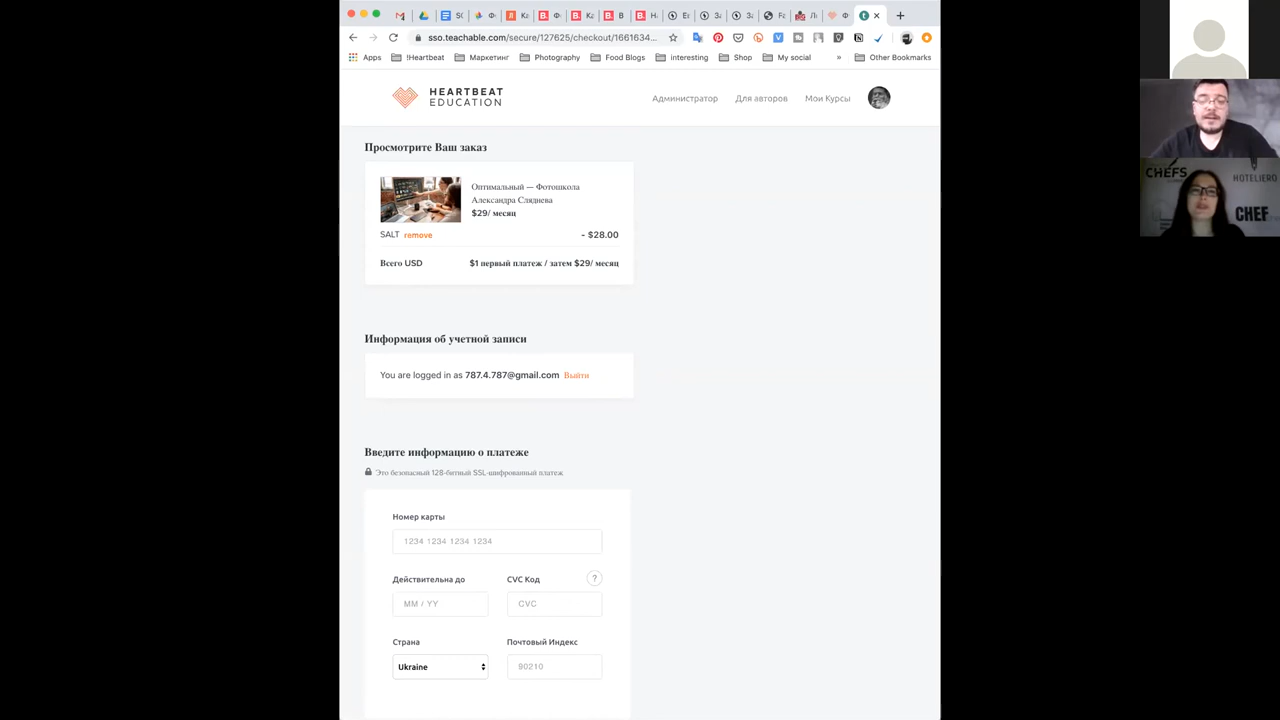 sso.teachable.com/secure/127625/checkout/1661634...
Apps !Heartbeat Маркетинг Photography Food Blogs interesting Shop My social » Other Bookmarks
HEARTBEAT
EDUCATION
Администратор Для авторов Мои Курсы
Просмотрите Ваш заказ
Оптимальный — Фотошкола
Александра Сляднева
$29/ месяц
SALT remove - $28.00
Всего USD $1 первый платеж / затем $29/ месяц
Информация об учетной записи
You are logged in as 787.4.787@gmail.com Выйти
Введите информацию о платеже
Это безопасный 128-битный SSL-шифрованный платеж
Номер карты
1234 1234 1234 1234
Действительна до CVC Код ?
MM / YY CVC
Страна Почтовый Индекс
Ukraine 90210
CHEFS
HOTELIERO
CHEF